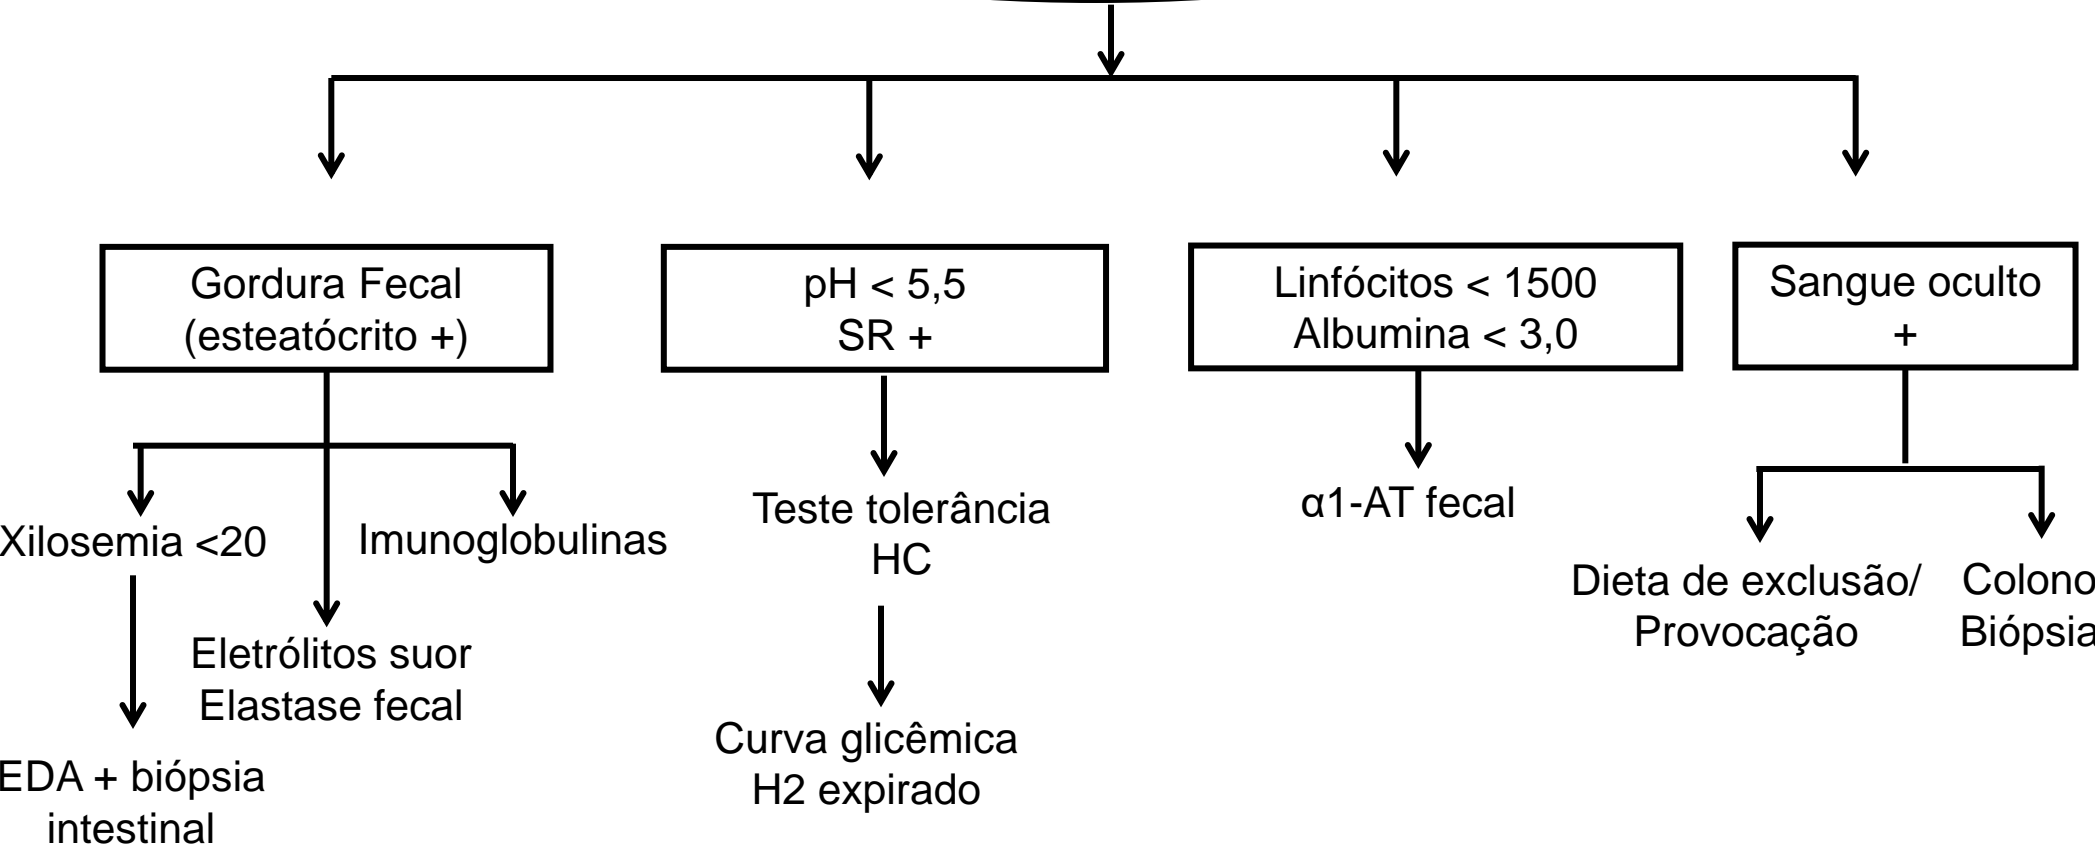 Gordura Fecal
(esteatócrito +)
pH < 5,5
SR +
Linfócitos < 1500
Albumina < 3,0
Sangue oculto
+
Xilosemia <20
Imunoglobulinas
Eletrólitos suor
Elastase fecal
EDA + biópsia
intestinal
Teste tolerância
HC
Curva glicêmica
H2 expirado
α1-AT fecal
Dieta de exclusão/
Provocação
Colono
Biópsia